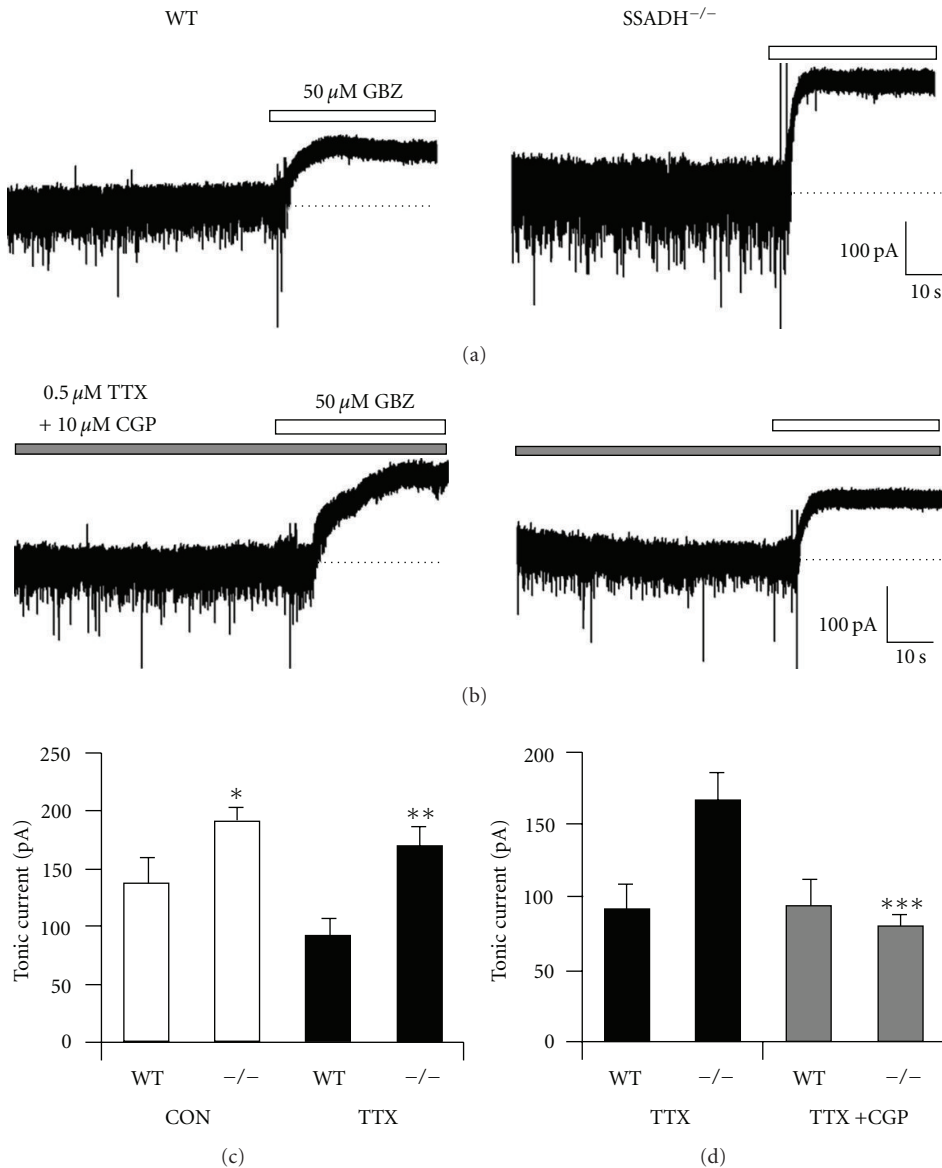 WT
SSADH−/−
50 μM GBZ
100 pA
10 s
(a)
0.5 μM TTX
+ 10 μM CGP
50 μM GBZ
100 pA
10 s
(b)
250
200
150
100
50
0
Tonic current (pA)
*
**
WT
−/−
WT
−/−
CON
TTX
(c)
200
150
100
50
0
Tonic current (pA)
***
WT
−/−
WT
−/−
TTX
TTX +CGP
(d)